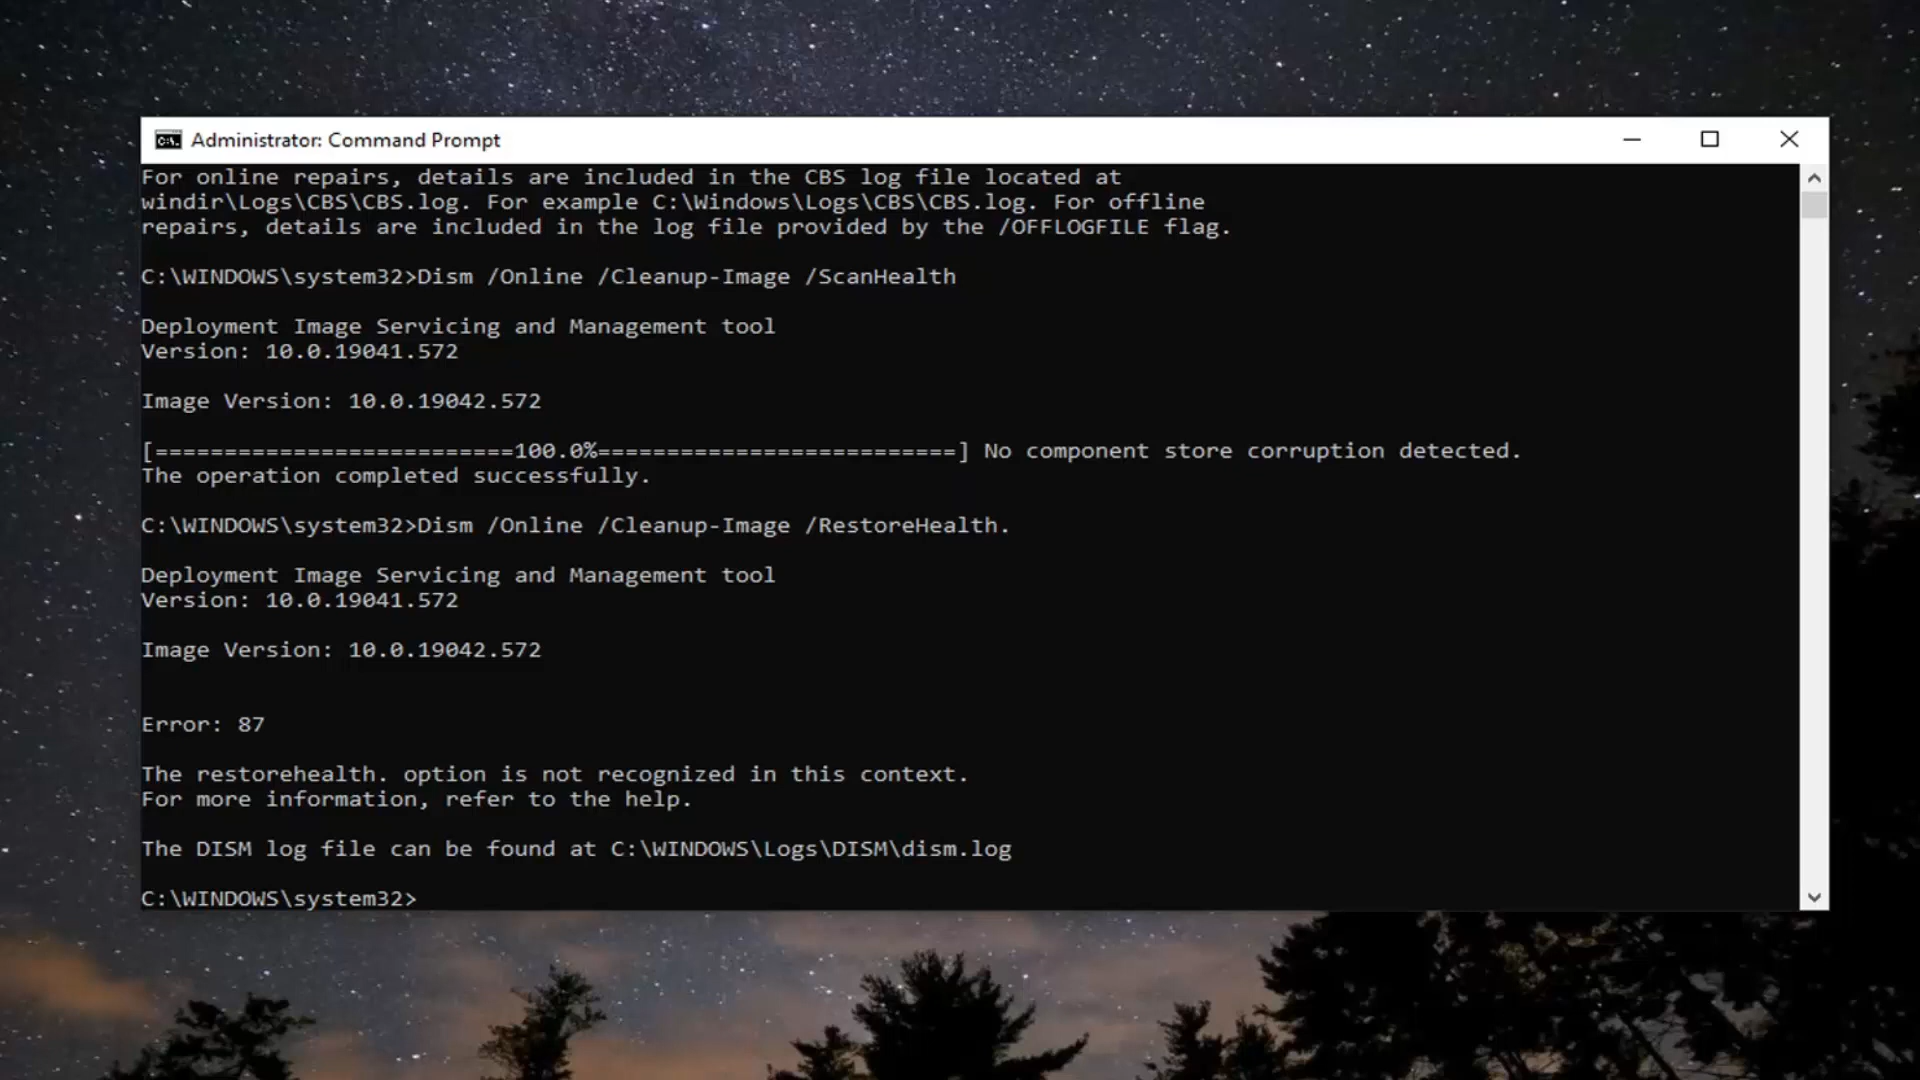 Administrator: Command Prompt
For online repairs, details are included in the CBS log file located at
windir\Logs\CBS\CBS.log. For example C:\Windows\Logs\CBS\CBS.log. For offline
repairs, details are included in the log file provided by the /OFFLOGFILE flag.
C:\WINDOWS\system32>Dism /Online /Cleanup-Image /ScanHealth
Deployment Image Servicing and Management tool
Version: 10.0.19041.572
Image Version: 10.0.19042.572
[==========================100.0%==========================] No component store corruption detected.
The operation completed successfully.
C:\WINDOWS\system32>Dism /Online /Cleanup-Image /RestoreHealth.
Deployment Image Servicing and Management tool
Version: 10.0.19041.572
Image Version: 10.0.19042.572
Error: 87
The restorehealth. option is not recognized in this context.
For more information, refer to the help.
The DISM log file can be found at C:\WINDOWS\Logs\DISM\dism.log
C:\WINDOWS\system32>